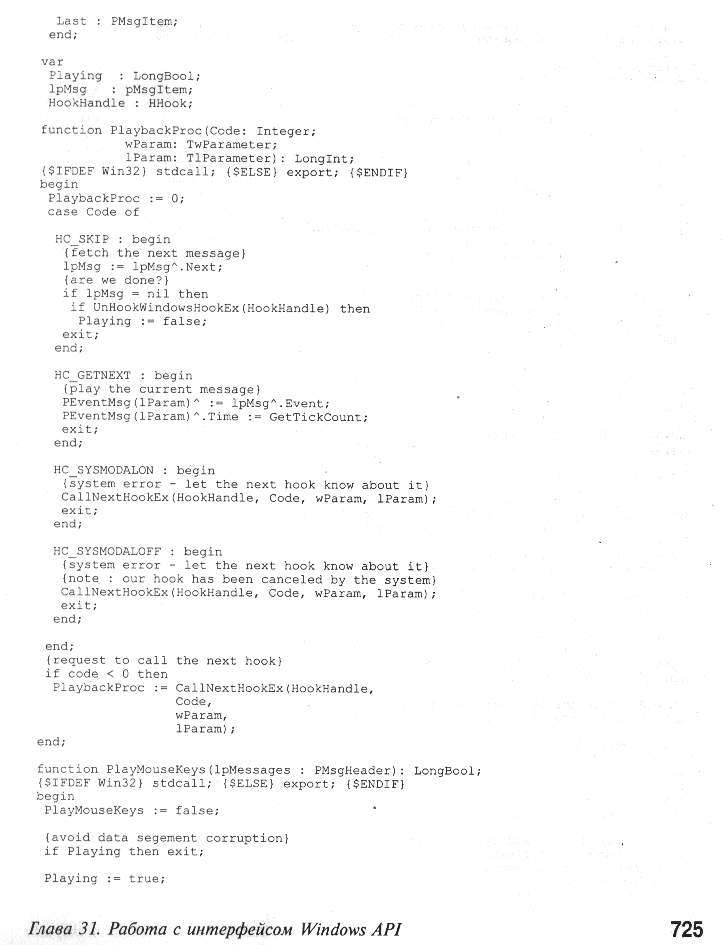 Last : PMsgItem;
end;
var
Playing : LongBool;
lpMsg : pMsgItem;
HookHandle : HHook;
function PlaybackProc(Code: Integer;
wParam: TwParameter;
lParam: TlParameter): LongInt;
{$IFDEF Win32} stdcall; {$ELSE} export; {$ENDIF}
begin
PlaybackProc := 0;
case Code of
HC_SKIP : begin
{fetch the next message}
lpMsg := lpMsg^.Next;
{are we done?}
if lpMsg = nil then
if UnHookWindowsHookEx(HookHandle) then
Playing := false;
exit;
end;
HC_GETNEXT : begin
{play the current message}
PEventMsg(lParam)^ := lpMsg^.Event;
PEventMsg(lParam)^.Time := GetTickCount;
exit;
end;
HC_SYSMODALON : begin
{system error - let the next hook know about it}
CallNextHookEx(HookHandle, Code, wParam, lParam);
exit;
end;
HC_SYSMODALOFF : begin
{system error - let the next hook know about it}
{note : our hook has been canceled by the system}
CallNextHookEx(HookHandle, Code, wParam, lParam);
exit;
end;
end;
{request to call the next hook}
if code < 0 then
PlaybackProc := CallNextHookEx(HookHandle,
Code,
wParam,
lParam);
end;
function PlayMouseKeys(lpMessages : PMsgHeader): LongBool;
{$IFDEF Win32} stdcall; {$ELSE} export; {$ENDIF}
begin
PlayMouseKeys := false;
{avoid data segement corruption}
if Playing then exit;
Playing := true;
Глава 31. Работа с интерфейсом Windows API 725